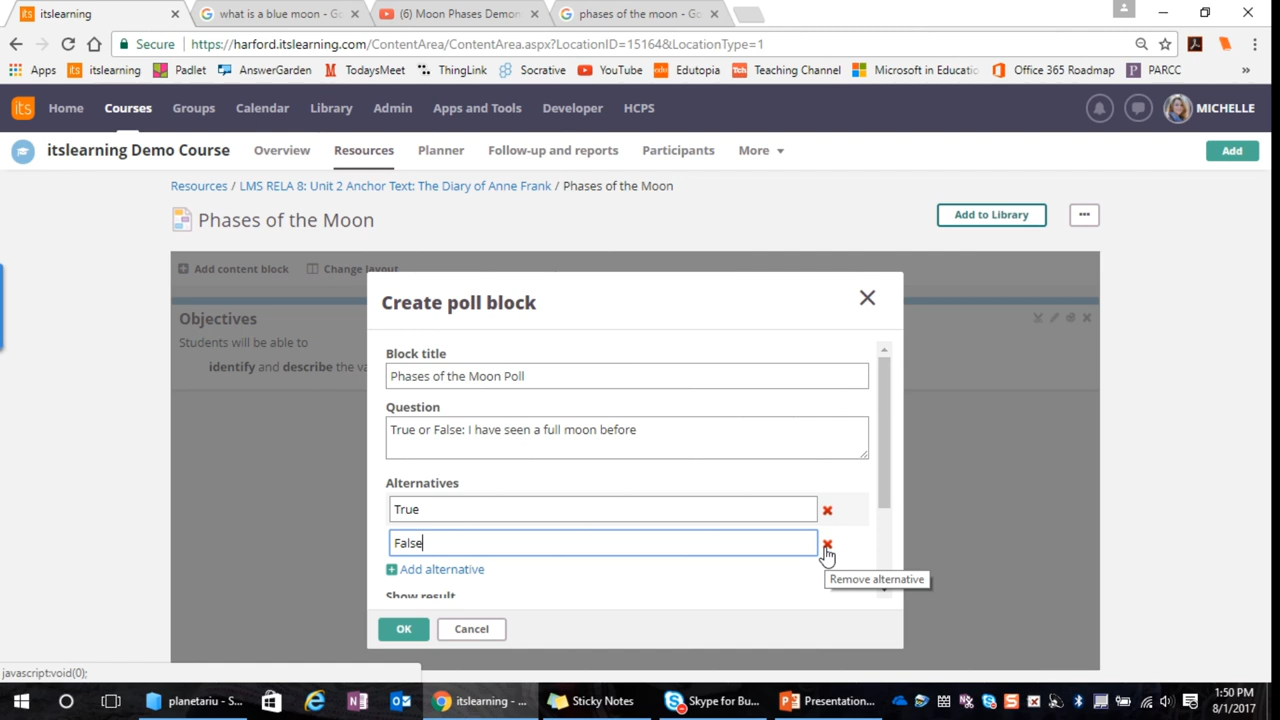 itslearning
what is a blue moon - Go
(6) Moon Phases Demon
phases of the moon - Goo
Secure
https://harford.itslearning.com/ContentArea/ContentArea.aspx?LocationID=15164&LocationType=1
Apps
itslearning
Padlet
AnswerGarden
TodaysMeet
ThingLink
Socrative
YouTube
Edutopia
Teaching Channel
Microsoft in Educatio
Office 365 Roadmap
PARCC
its
Home
Courses
Groups
Calendar
Library
Admin
Apps and Tools
Developer
HCPS
MICHELLE
itslearning Demo Course
Overview
Resources
Planner
Follow-up and reports
Participants
More
Add
Resources / LMS RELA 8: Unit 2 Anchor Text: The Diary of Anne Frank / Phases of the Moon
Phases of the Moon
Add to Library
Add content block
Change layout
Objectives
Students will be able to
identify and describe the va
Create poll block
Block title
Phases of the Moon Poll
Question
True or False: I have seen a full moon before
Alternatives
True
False
Add alternative
Remove alternative
Show result
OK
Cancel
javascript:void(0);
planetariu - S...
itslearning - ...
Sticky Notes
Skype for Bu...
Presentation...
1:50 PM
8/1/2017